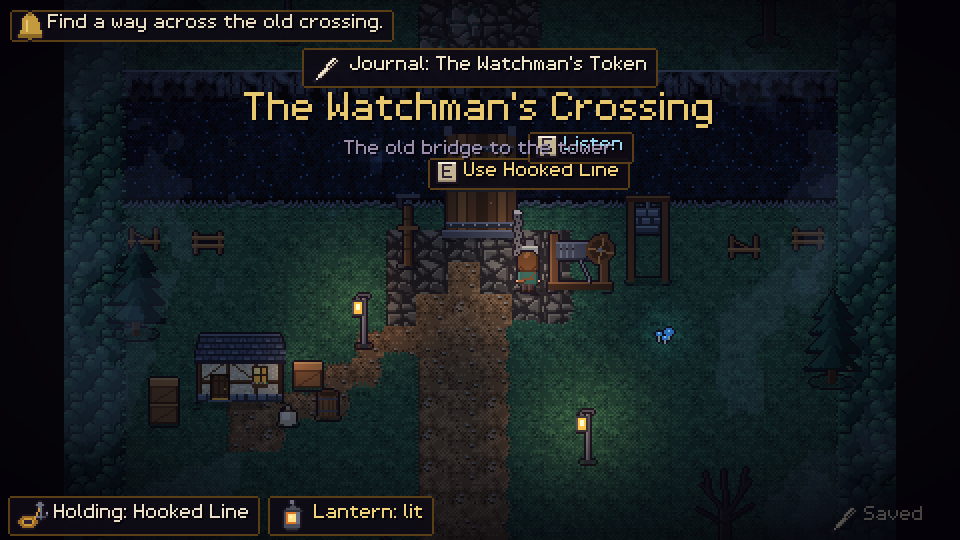 Find a way across the old crossing.
Journal: The Watchman's Token
The Watchman's Crossing
The old bridge to the tower
Listen
E Use Hooked Line
Holding: Hooked Line
Lantern: lit
Saved